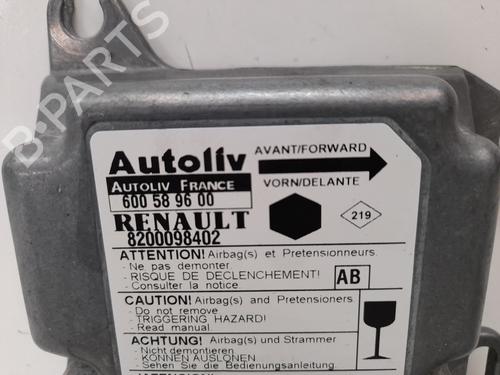 B-PARTS
Autoliv
AVANT/FORWARD
AUTOLIV FRANCE
VORN/DELANTE
600 58 96 00
RENAULT
8200098402
219
ATTENTION! Airbag(s) et Pretensionneurs.
- Ne pas demonter.
- RISQUE DE DECLENCHEMENT!
- Consulter la notice.
AB
CAUTION! Airbag(s) and Pretensioners
- Do not remove
- TRIGGERING HAZARD!
- Read manual.
ACHTUNG! Airbag(s) und Strammer
- Nicht demontieren
- KONNEN AUSLONEN
- Sehen Sie die Bedienungsanleitung.